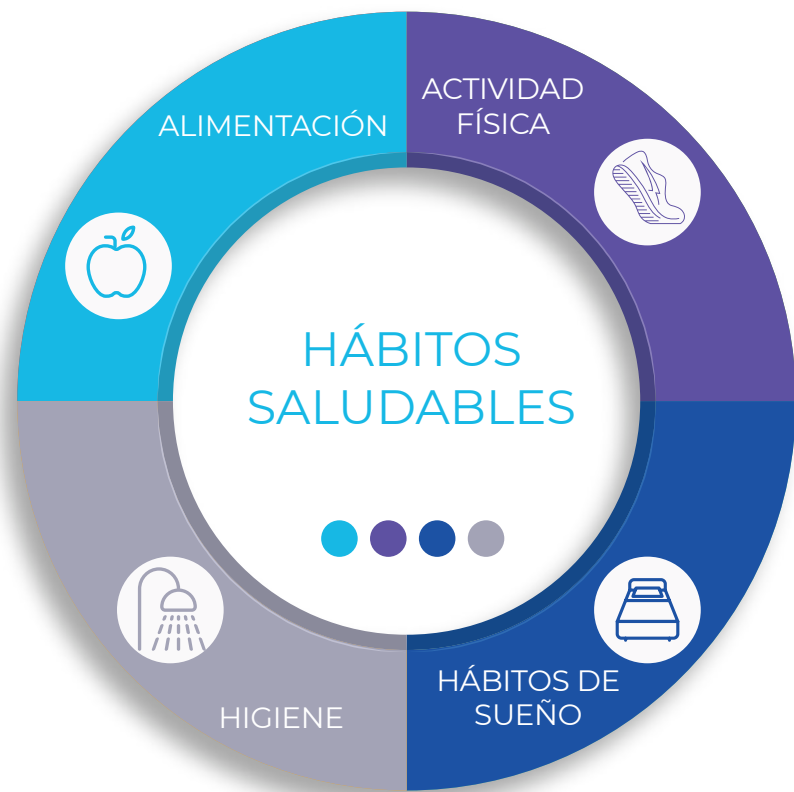 ALIMENTACIÓN
ACTIVIDAD
FÍSICA
HÁBITOS
SALUDABLES
HIGIENE
HÁBITOS DE
SUEÑO